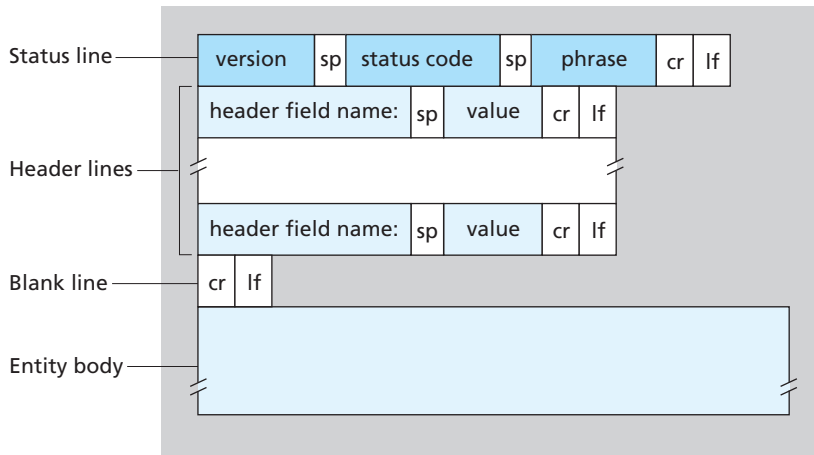 Status line
version sp status code sp phrase cr lf
header field name: sp value cr lf
Header lines
header field name: sp value cr lf
Blank line
cr lf
Entity body